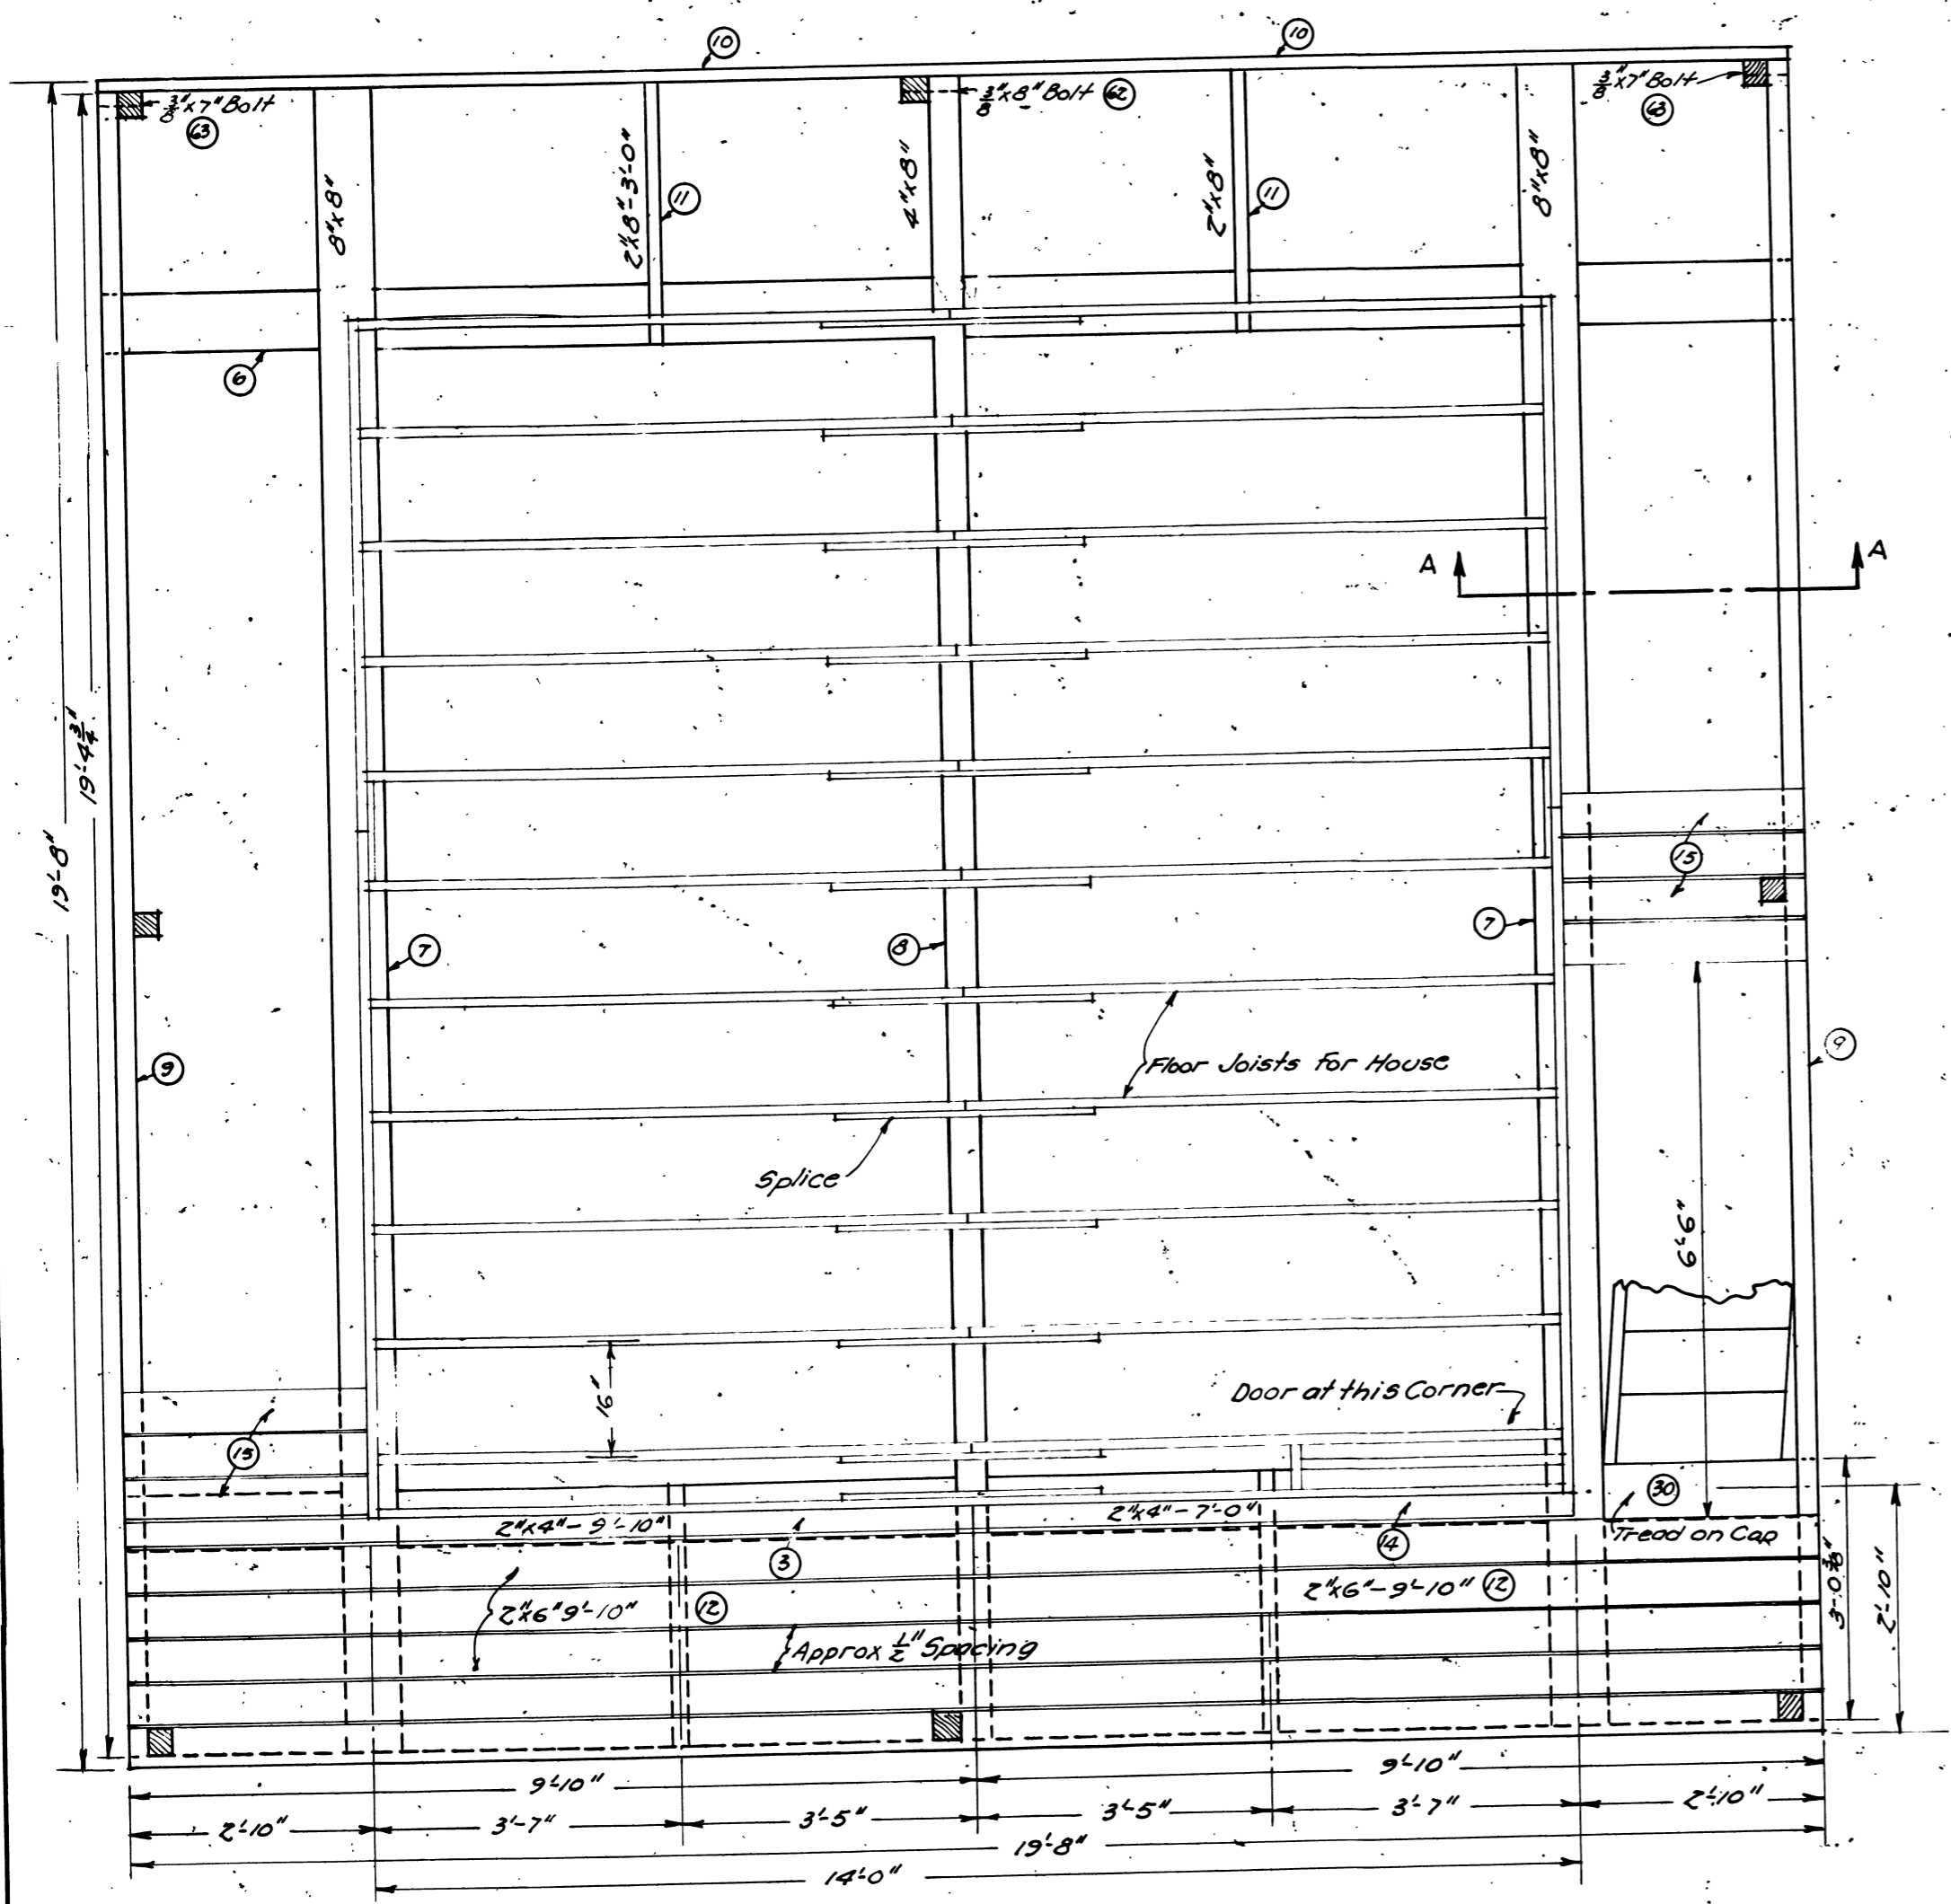 10
10
3/8"x7" Bolt
63
3/8"x8" Bolt 62
3/8"x7" Bolt
63
8"x8"
2"x8"-3'-0"
11
4"x8"
2"x8"
11
8"x8"
6
A
A
19'-8"
19'-4 3/4"
15
7
8
7
9
9
Floor Joists For House
Splice
6'-6"
16"
Door at this Corner
15
30
Tread on Cap
2"x4"-9'-10"
2"x4"-7'-0"
3
14
2"x6" 9'-10"
12
2"x6"-9'-10" 12
Approx 1/2" Spacing
3'-0 3/8"
2'-10"
9'-10"
9'-10"
2'-10"
3'-7"
3'-5"
3'-5"
3'-7"
2'-10"
19'-8"
14'-0"